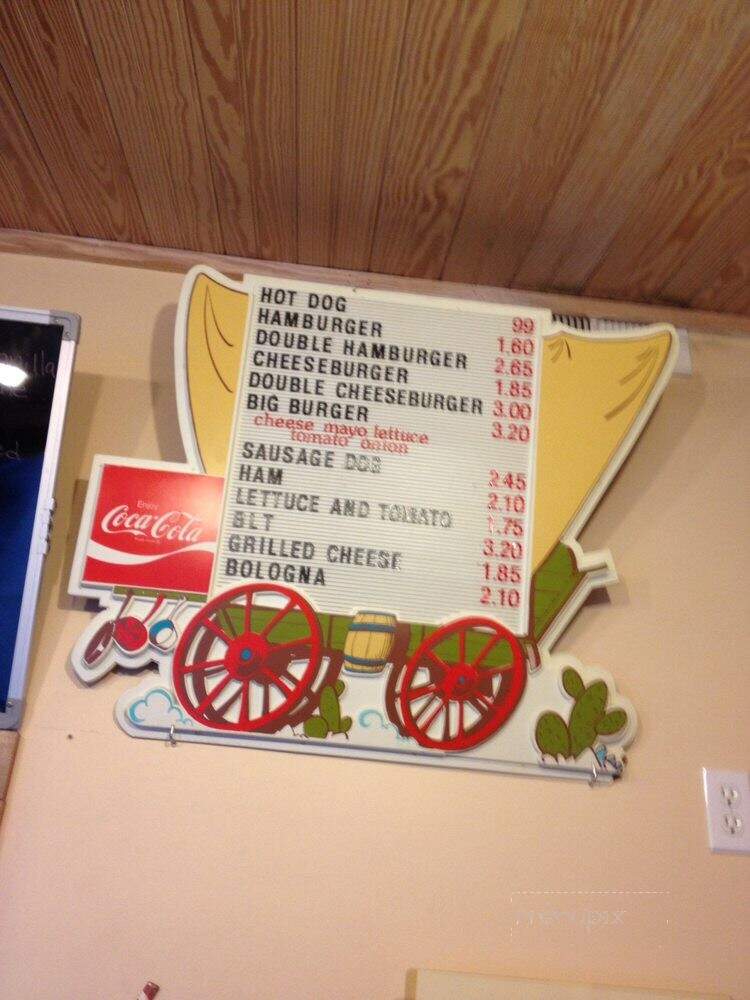 HOT DOG 99
HAMBURGER 1.60
DOUBLE HAMBURGER 2.65
CHEESEBURGER 1.85
DOUBLE CHEESEBURGER 3.00
BIG BURGER 3.20
cheese mayo lettuce
tomato onion
SAUSAGE DOG 2.45
HAM 2.10
LETTUCE AND TOMATO 1.75
BLT 3.20
GRILLED CHEESE 1.85
BOLOGNA 2.10
Enjoy
Coca-Cola
menupix